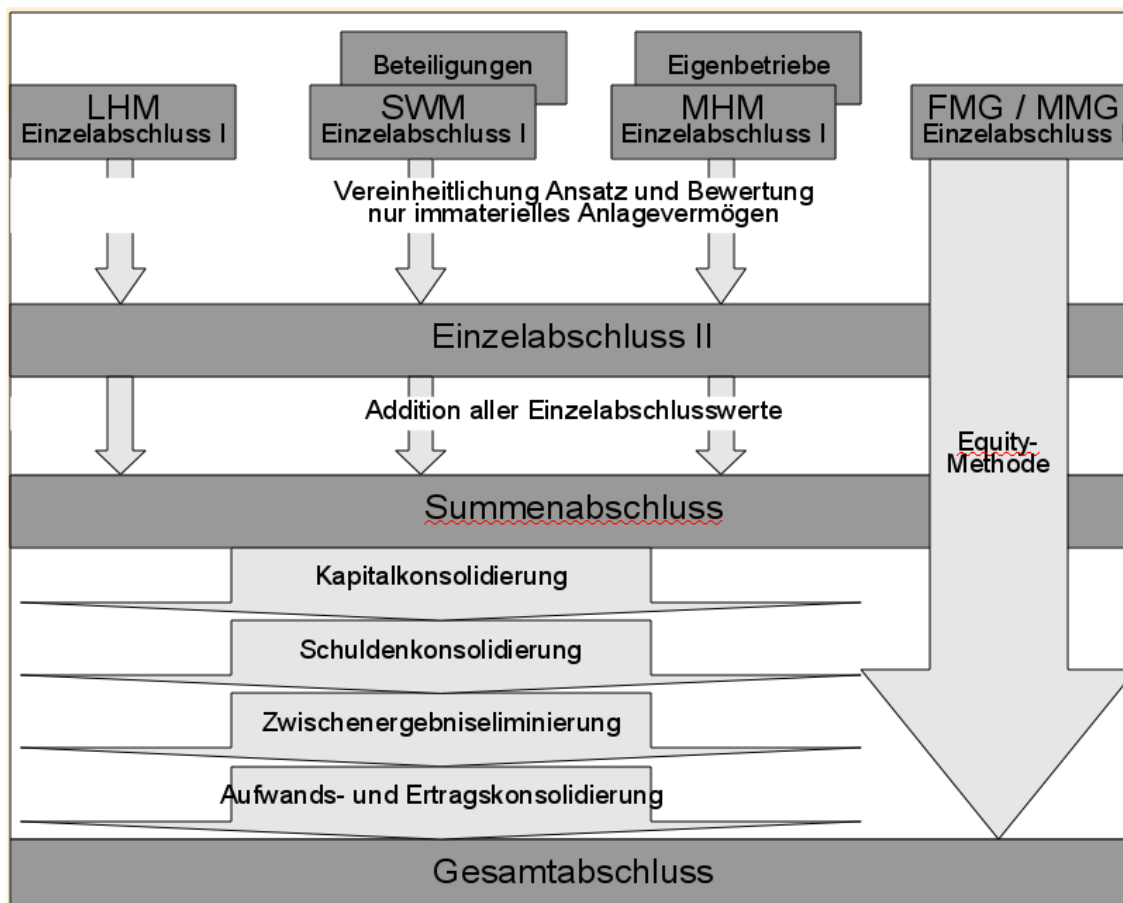 Beteiligungen
Eigenbetriebe
LHM
Einzelabschluss I
SWM
Einzelabschluss I
MHM
Einzelabschluss I
FMG / MMG
Einzelabschluss I
Vereinheitlichung Ansatz und Bewertung
nur immaterielles Anlagevermögen
Einzelabschluss II
Addition aller Einzelabschlusswerte
Equity-
Methode
Summenabschluss
Kapitalkonsolidierung
Schuldenkonsolidierung
Zwischenergebniseliminierung
Aufwands- und Ertragskonsolidierung
Gesamtabschluss